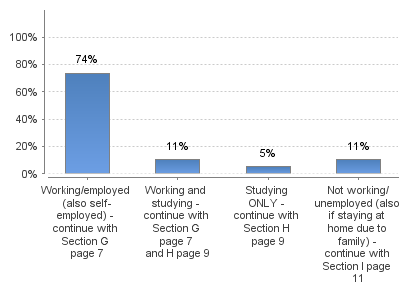 100%
80%
60%
40%
20%
0%
74%
11%
5%
11%
Working/employed
(also self-
employed) -
continue with
Section G
page 7
Working and
studying -
continue with
Section G
page 7
and H page 9
Studying
ONLY -
continue with
Section H
page 9
Not working/
unemployed (also
if staying at
home due to
family) -
continue with
Section I page
11